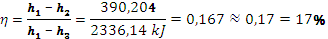 η = (h₁ − h₂)/(h₁ − h₃) = 390,204/2336,14 kJ = 0,167 ≈ 0,17 = 17%